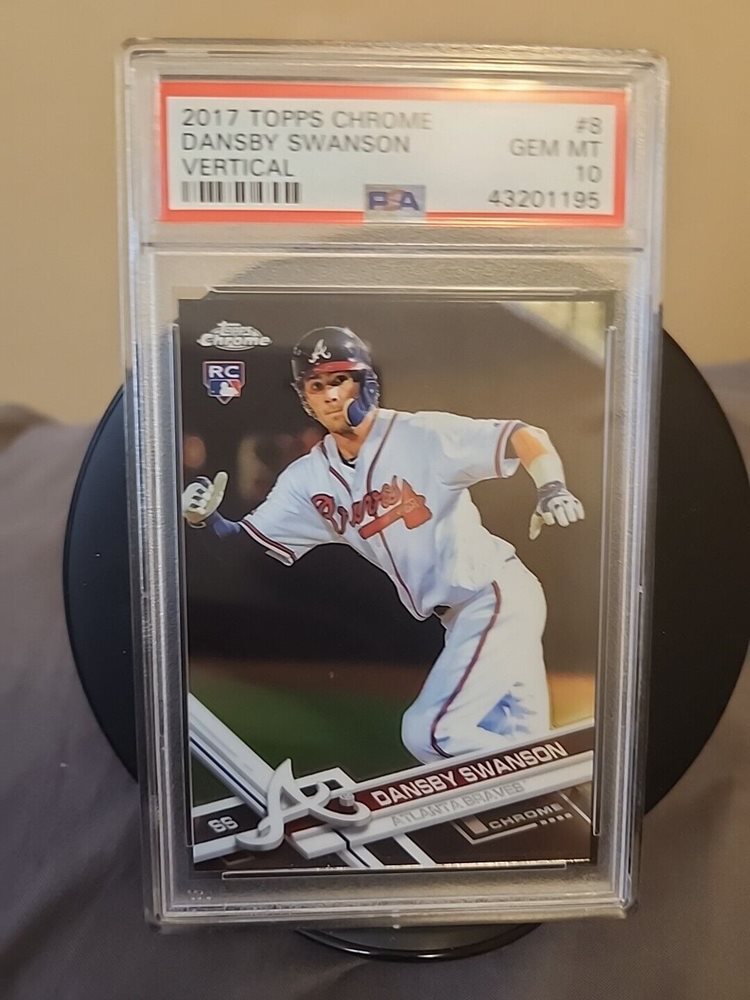 2017 TOPPS CHROME #8
DANSBY SWANSON GEM MT
VERTICAL 10
PSA 43201195
Topps
Chrome
RC
A
Braves
DANSBY SWANSON
SS A ATLANTA BRAVES
CHROME